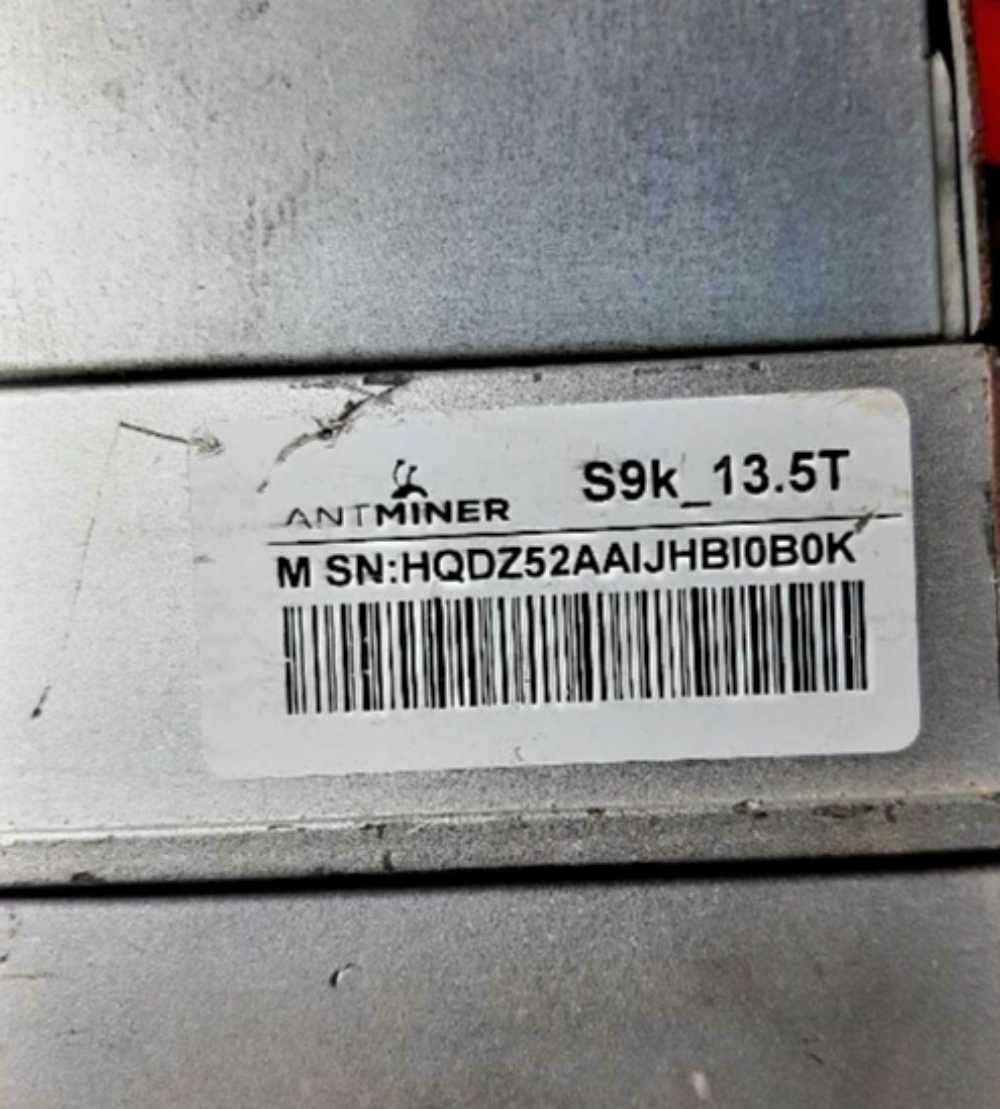 ANTMINER S9k_13.5T
M SN:HQDZ52AAIJHBI0B0K